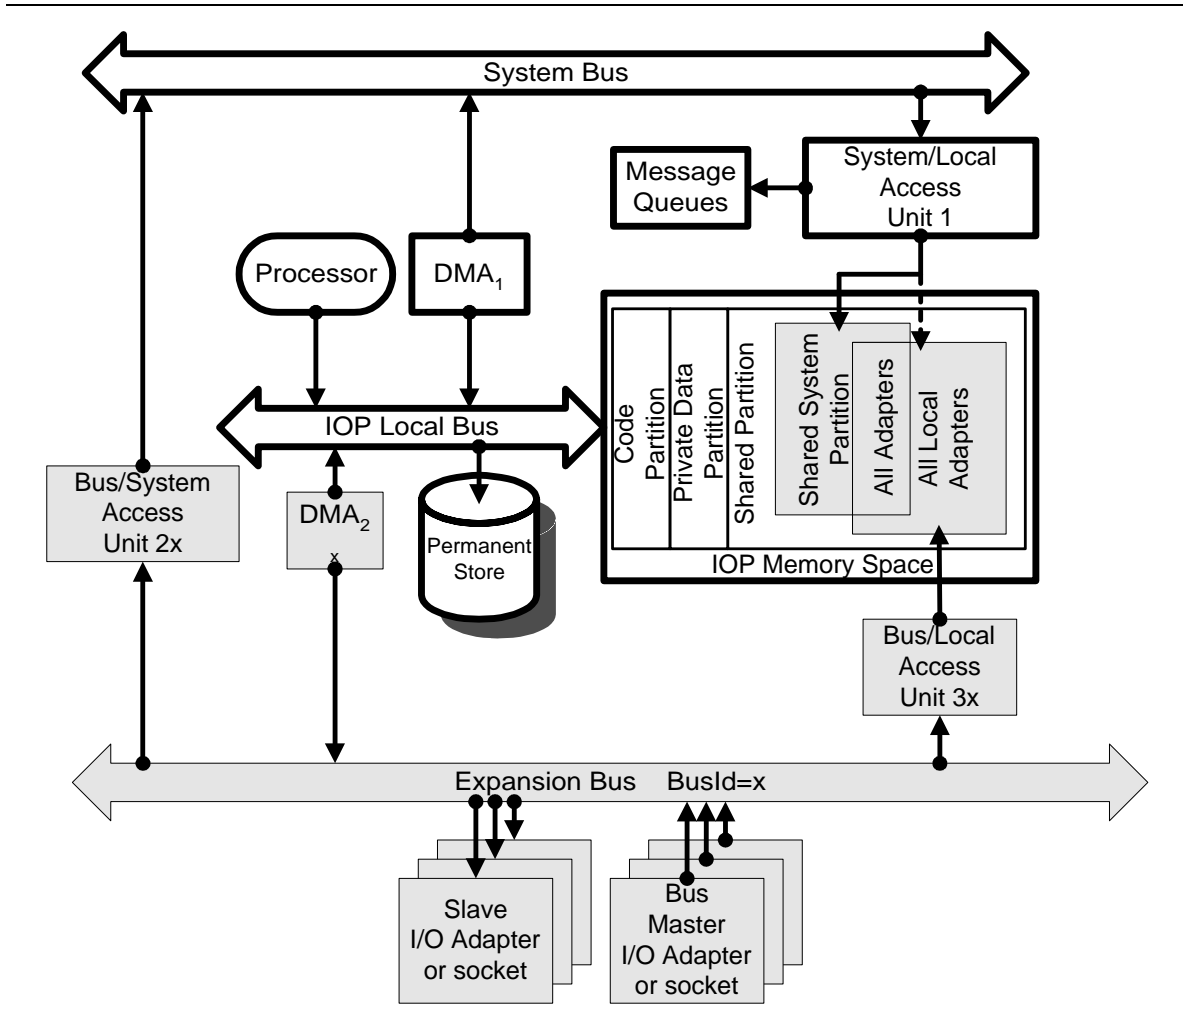 System Bus
System/Local
Access
Unit 1
Message
Queues
Processor
DMA1
IOP Local Bus
Code
Partition
Private Data
Partition
Shared Partition
Shared System
Partition
All Adapters
All Local
Adapters
IOP Memory Space
Bus/System
Access
Unit 2x
DMA2
x
Permanent
Store
Bus/Local
Access
Unit 3x
Expansion Bus BusId=x
Slave
I/O Adapter
or socket
Bus
Master
I/O Adapter
or socket